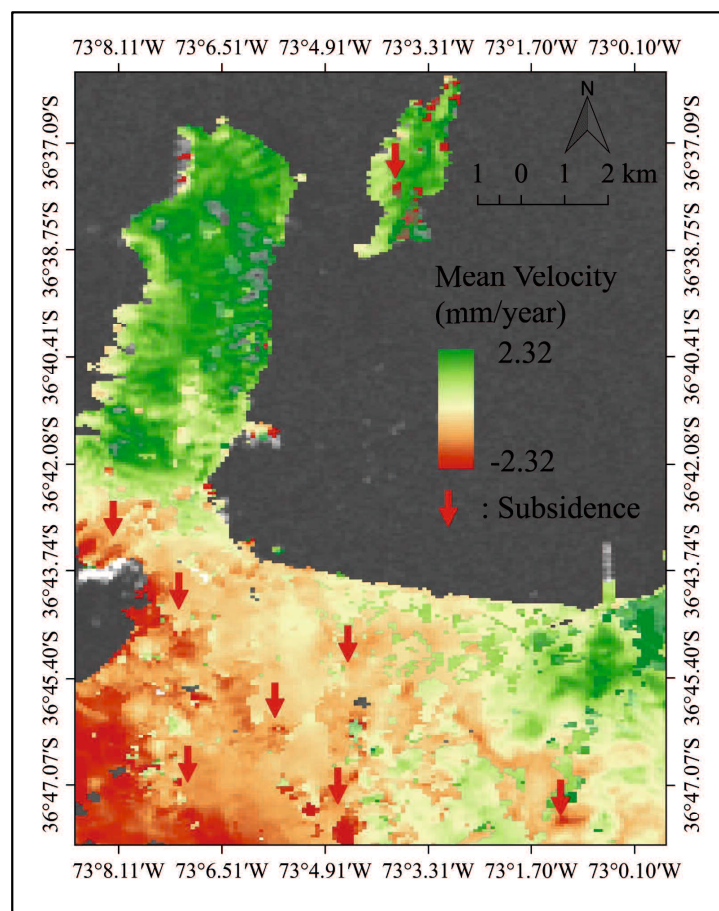 73°8.11'W 73°6.51'W 73°4.91'W 73°3.31'W 73°1.70'W 73°0.10'W
N
1 0 1 2 km
Mean Velocity
(mm/year)
2.32
-2.32
: Subsidence
36°37.09'S
36°38.75'S
36°40.41'S
36°42.08'S
36°43.74'S
36°45.40'S
36°47.07'S
36°37.09'S
36°38.75'S
36°40.41'S
36°42.08'S
36°43.74'S
36°45.40'S
36°47.07'S
73°8.11'W 73°6.51'W 73°4.91'W 73°3.31'W 73°1.70'W 73°0.10'W